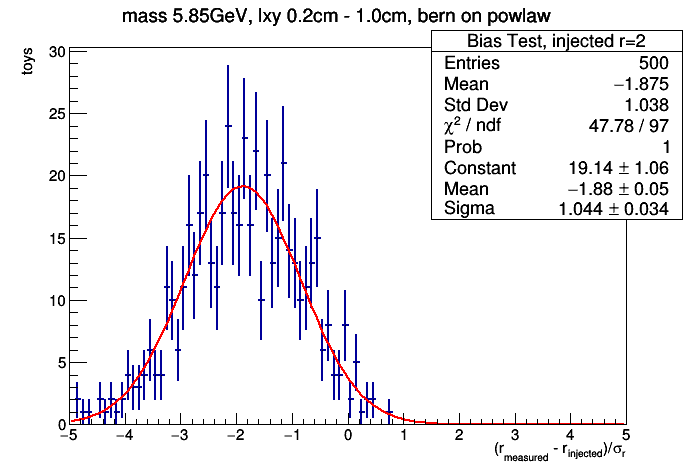 mass 5.85GeV, lxy 0.2cm - 1.0cm, bern on powlaw
Bias Test, injected r=2
Entries 500
Mean −1.875
Std Dev 1.038
χ² / ndf 47.78 / 97
Prob 1
Constant 19.14 ± 1.06
Mean −1.88 ± 0.05
Sigma 1.044 ± 0.034
toys
30
25
20
15
10
5
0
−5 −4 −3 −2 −1 0 1 2 3 4 5
(r_measured - r_injected)/σ_r